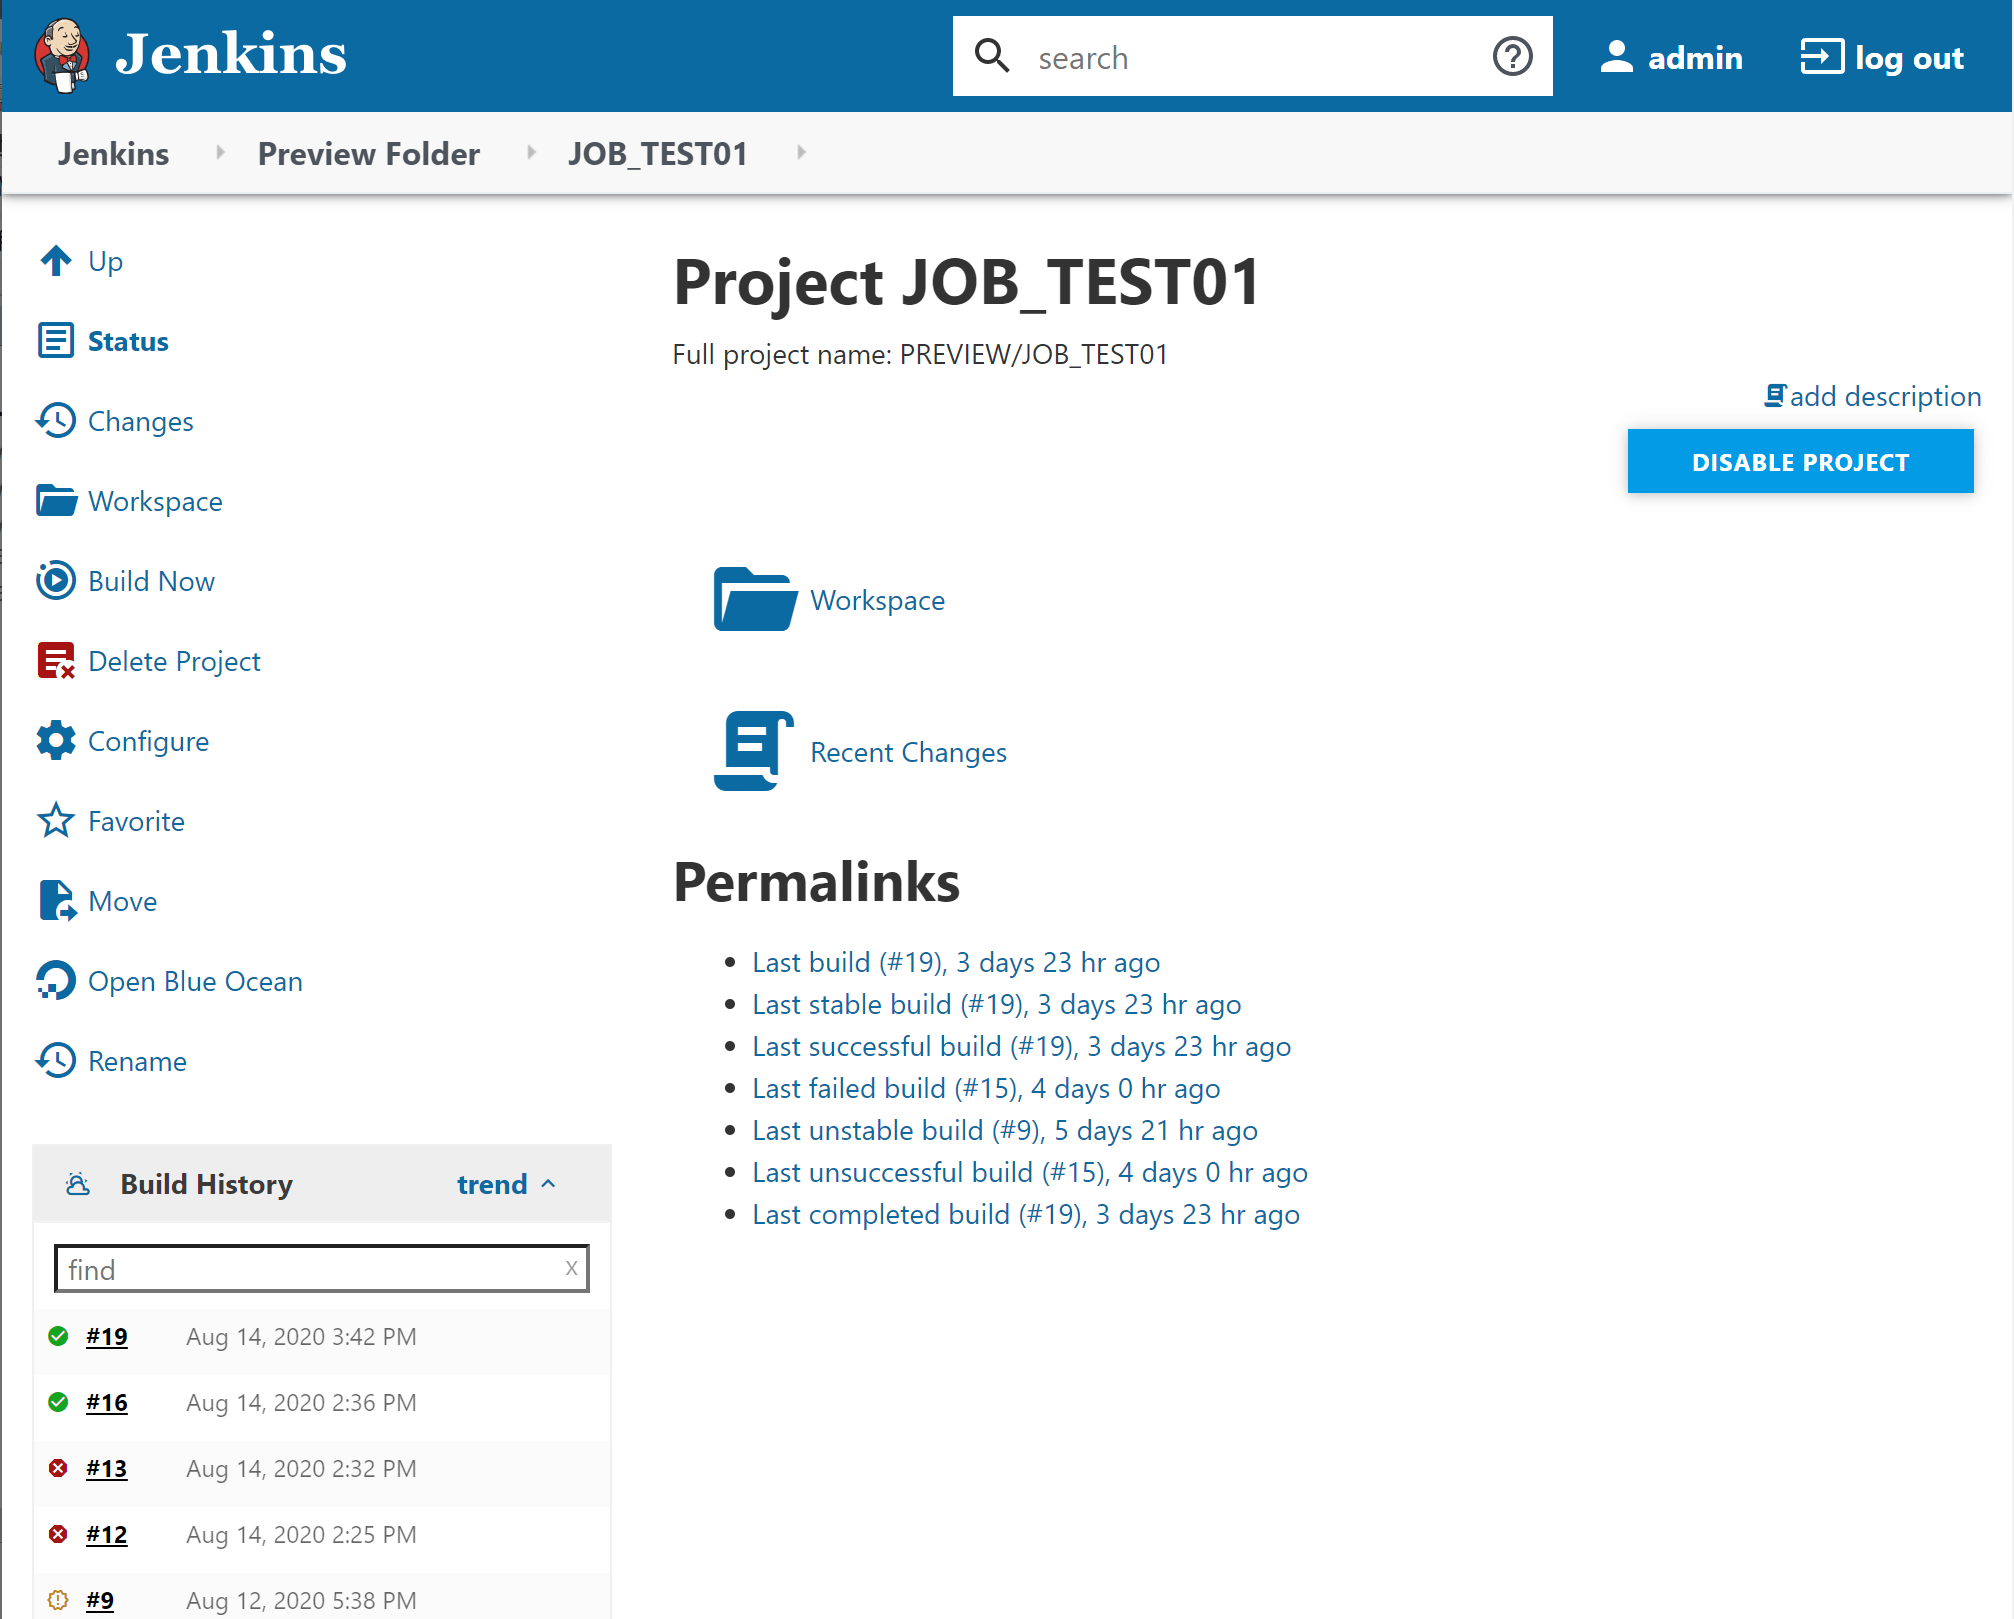 Jenkins
search
admin
log out
Jenkins Preview Folder JOB_TEST01
Up
Status
Changes
Workspace
Build Now
Delete Project
Configure
Favorite
Move
Open Blue Ocean
Rename
Build History trend
find X
#19 Aug 14, 2020 3:42 PM
#16 Aug 14, 2020 2:36 PM
#13 Aug 14, 2020 2:32 PM
#12 Aug 14, 2020 2:25 PM
#9 Aug 12, 2020 5:38 PM
Project JOB_TEST01
Full project name: PREVIEW/JOB_TEST01
add description
DISABLE PROJECT
Workspace
Recent Changes
Permalinks
Last build (#19), 3 days 23 hr ago
Last stable build (#19), 3 days 23 hr ago
Last successful build (#19), 3 days 23 hr ago
Last failed build (#15), 4 days 0 hr ago
Last unstable build (#9), 5 days 21 hr ago
Last unsuccessful build (#15), 4 days 0 hr ago
Last completed build (#19), 3 days 23 hr ago